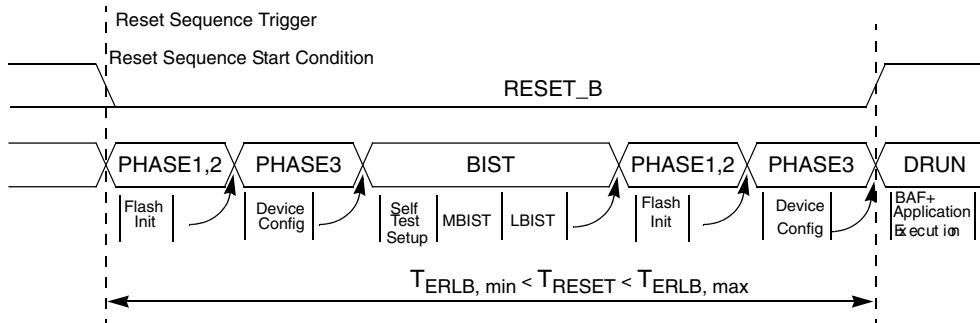 Reset Sequence Trigger
Reset Sequence Start Condition
RESET_B
PHASE1,2 PHASE3 BIST PHASE1,2 PHASE3 DRUN
Flash Init
Device Config
Self Test Setup
MBIST
LBIST
Flash Init
Device Config
BAF+ Application Execution
TERLB, min < TRESET < TERLB, max